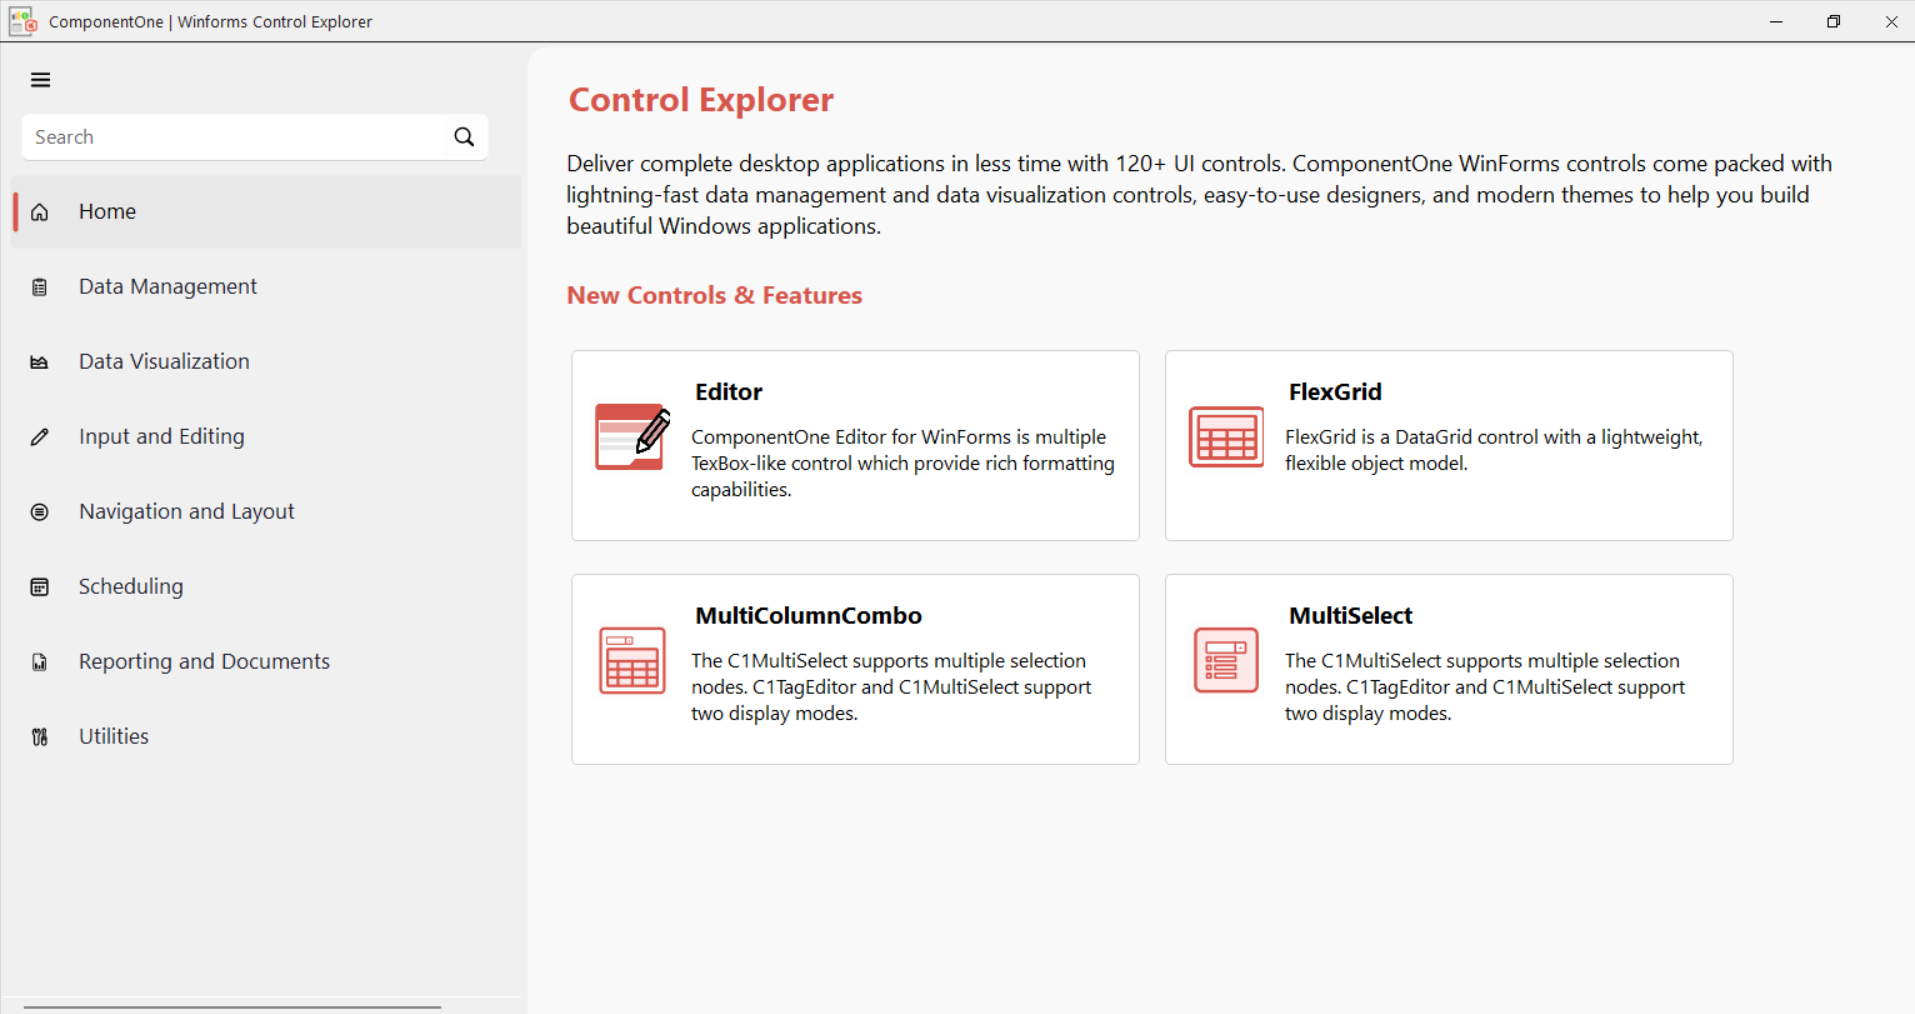 ComponentOne | Winforms Control Explorer
Search
Home
Data Management
Data Visualization
Input and Editing
Navigation and Layout
Scheduling
Reporting and Documents
Utilities
Control Explorer
Deliver complete desktop applications in less time with 120+ UI controls. ComponentOne WinForms controls come packed with
lightning-fast data management and data visualization controls, easy-to-use designers, and modern themes to help you build
beautiful Windows applications.
New Controls & Features
Editor
ComponentOne Editor for WinForms is multiple
TexBox-like control which provide rich formatting
capabilities.
FlexGrid
FlexGrid is a DataGrid control with a lightweight,
flexible object model.
MultiColumnCombo
The C1MultiSelect supports multiple selection
nodes. C1TagEditor and C1MultiSelect support
two display modes.
MultiSelect
The C1MultiSelect supports multiple selection
nodes. C1TagEditor and C1MultiSelect support
two display modes.